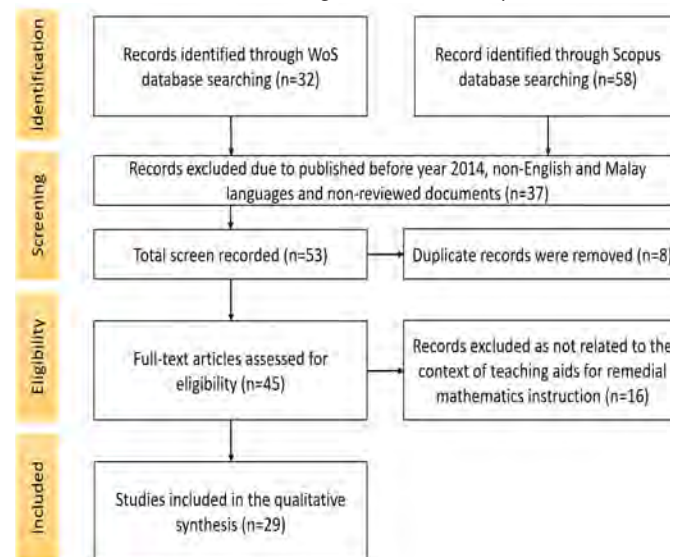 Identification
Records identified through WoS
database searching (n=32)
Record identified through Scopus
database searching (n=58)
Screening
Records excluded due to published before year 2014, non-English and Malay
languages and non-reviewed documents (n=37)
Total screen recorded (n=53)
Duplicate records were removed (n=8)
Eligibility
Full-text articles assessed for
eligibility (n=45)
Records excluded as not related to the
context of teaching aids for remedial
mathematics instruction (n=16)
Included
Studies included in the qualitative
synthesis (n=29)